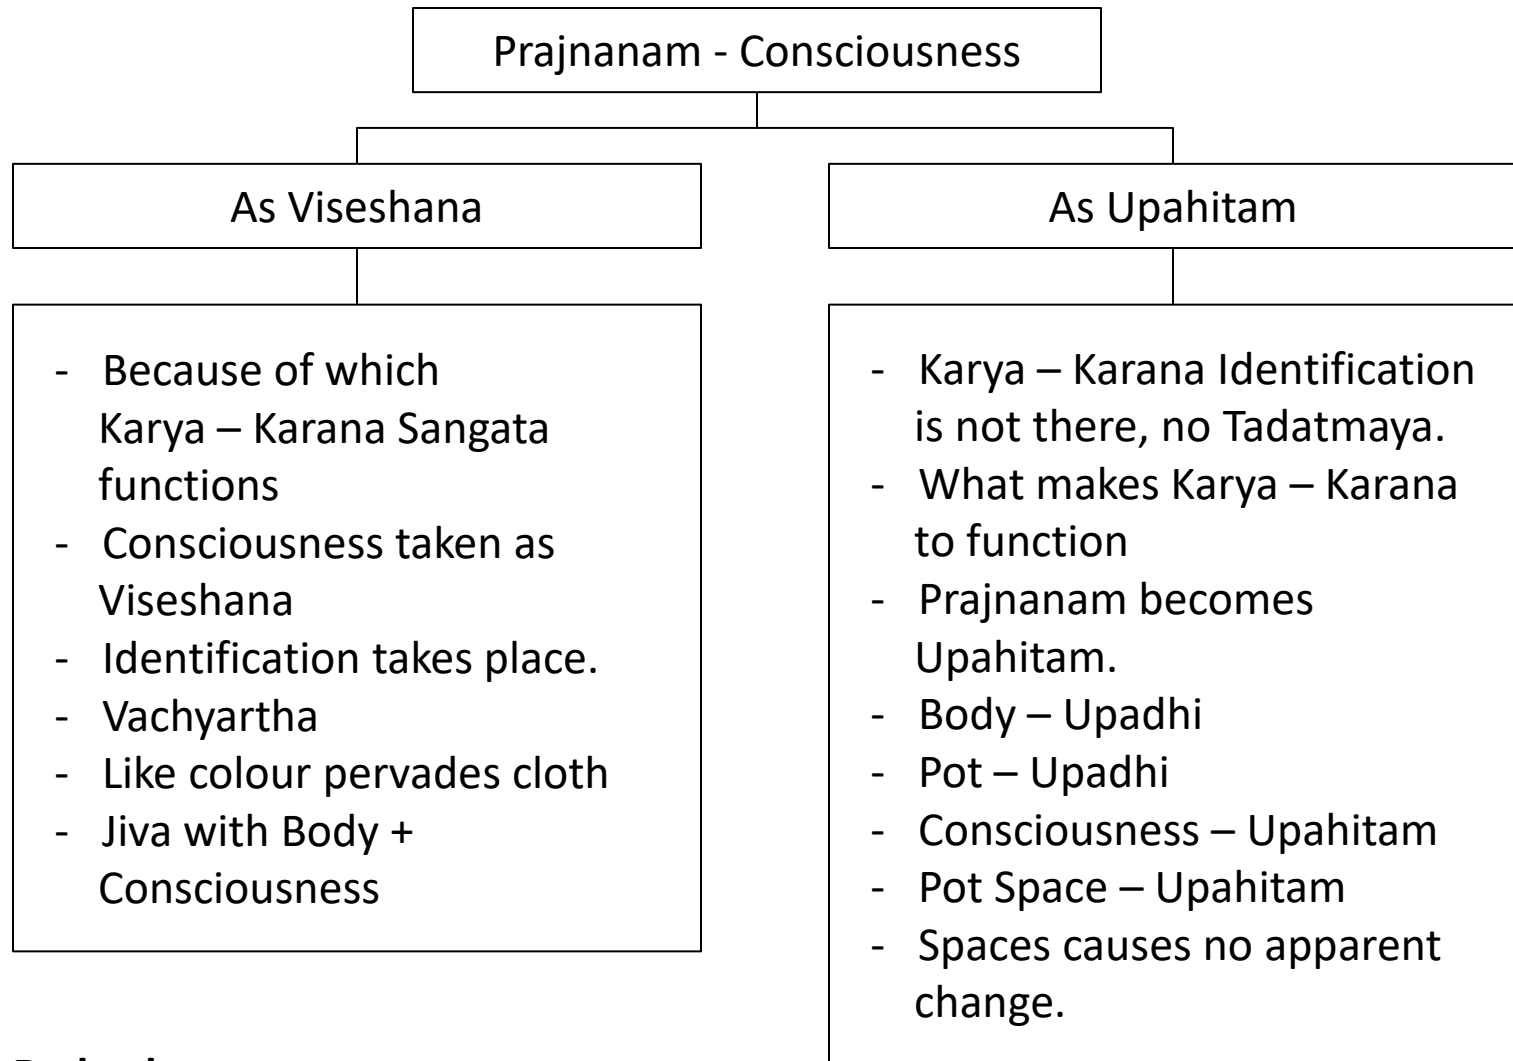 Prajnanam - Consciousness
As Viseshana
As Upahitam
- Because of which
Karya – Karana Sangata
functions
- Consciousness taken as
Viseshana
- Identification takes place.
- Vachyartha
- Like colour pervades cloth
- Jiva with Body +
Consciousness
- Karya – Karana Identification
is not there, no Tadatmaya.
- What makes Karya – Karana
to function
- Prajnanam becomes
Upahitam.
- Body – Upadhi
- Pot – Upadhi
- Consciousness – Upahitam
- Pot Space – Upahitam
- Spaces causes no apparent
change.